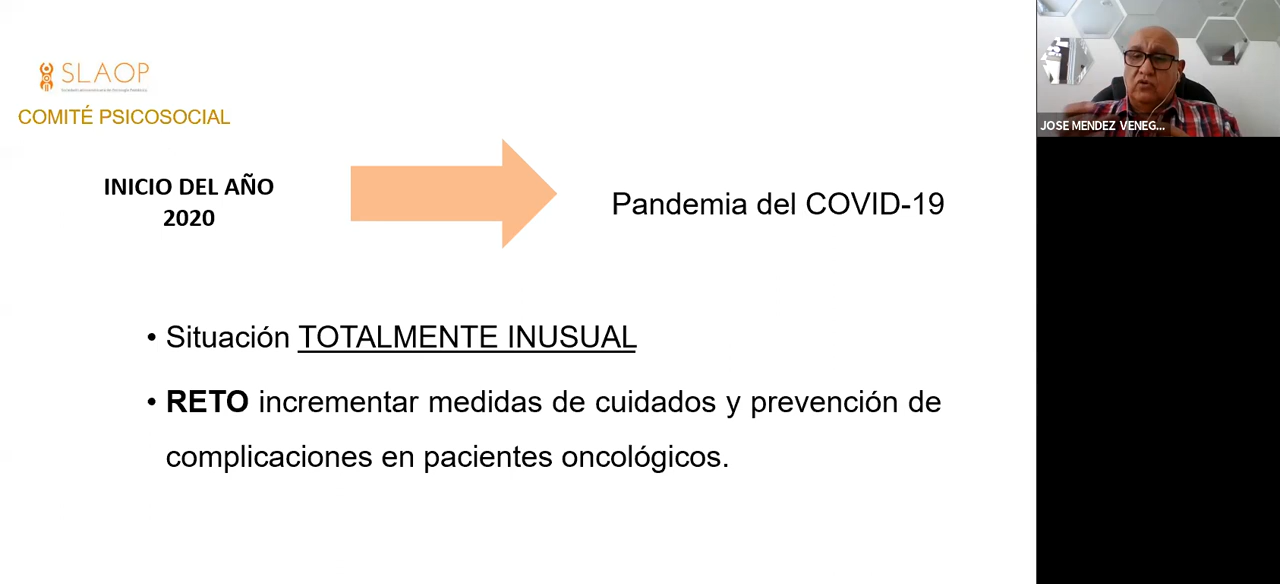 SLAOP
COMITÉ PSICOSOCIAL
INICIO DEL AÑO
2020
Pandemia del COVID-19
• Situación TOTALMENTE INUSUAL
• RETO incrementar medidas de cuidados y prevención de
complicaciones en pacientes oncológicos.
JOSE MENDEZ VENEG...